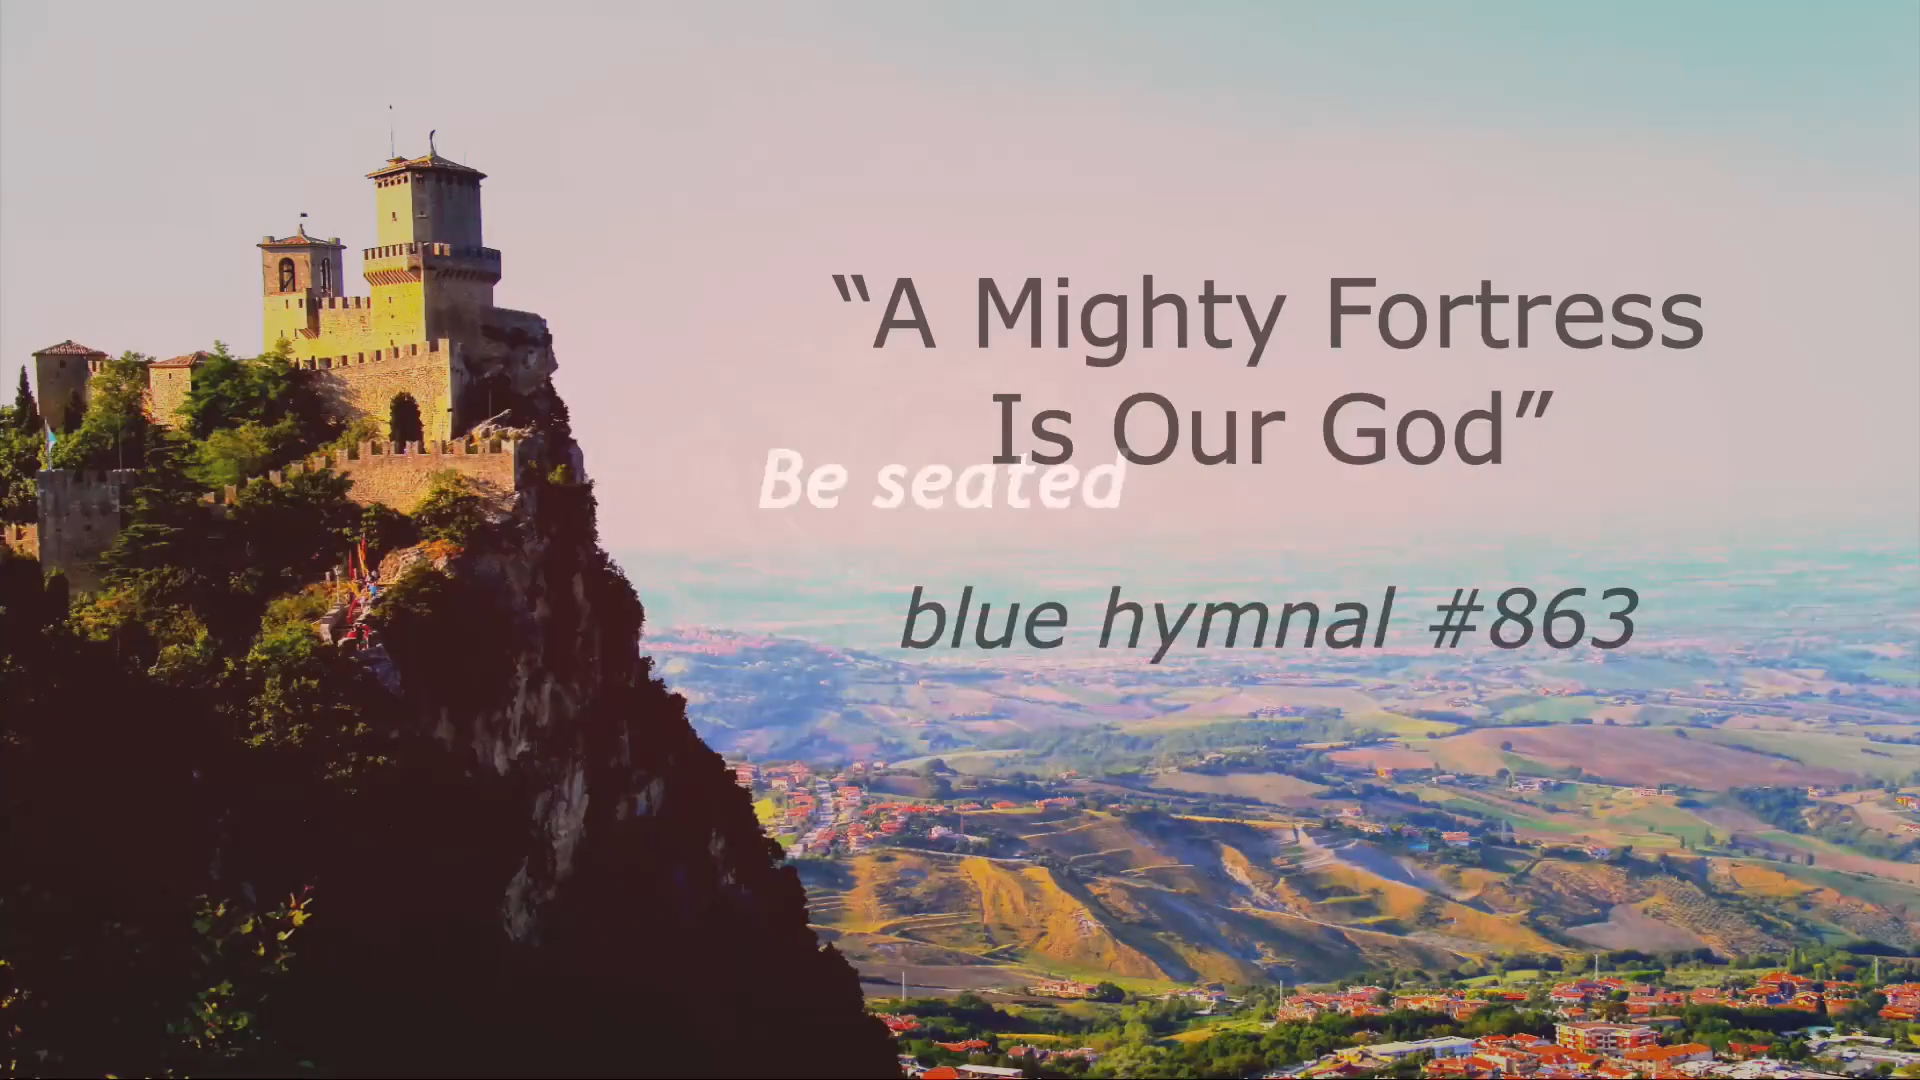 “A Mighty Fortress
Is Our God”
Be seated
blue hymnal #863